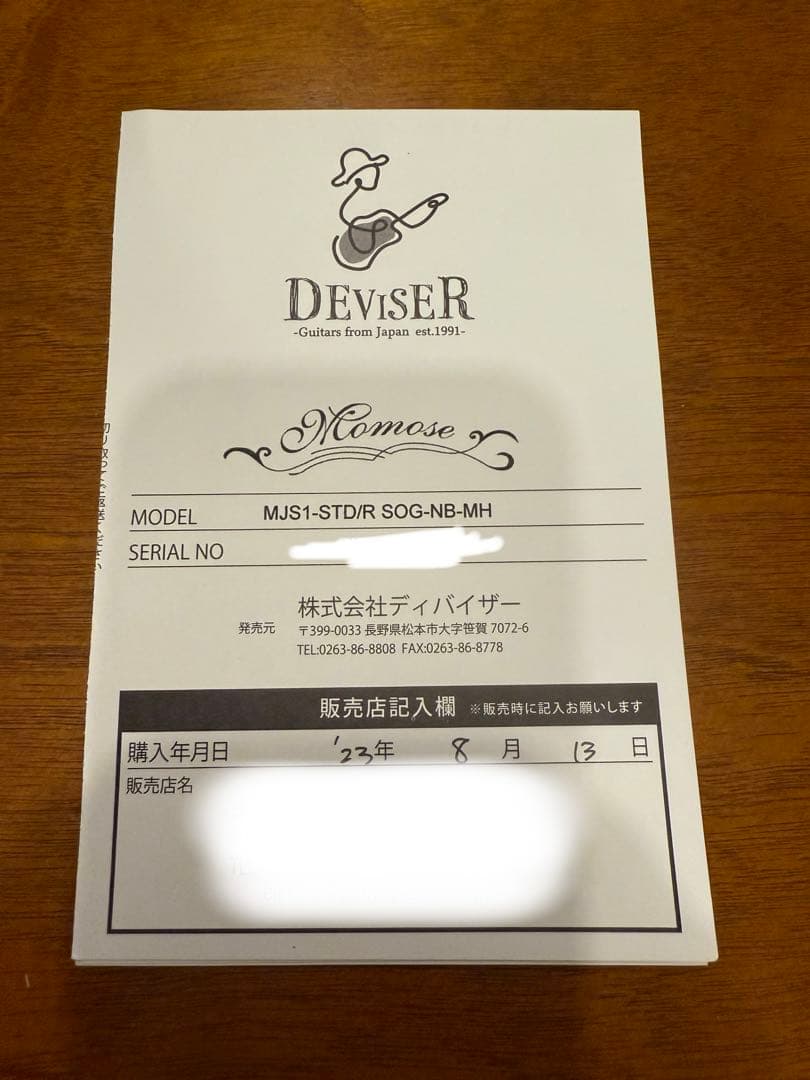 DEVISER
-Guitars from Japan est.1991-
Momose
MODEL MJS1-STD/R SOG-NB-MH
SERIAL NO
株式会社ディバイザー
発売元 〒399-0033 長野県松本市大字笹賀 7072-6
TEL:0263-86-8808 FAX:0263-86-8778
販売店記入欄 ※販売時に記入お願いします
購入年月日 '23年 8月 13日
販売店名